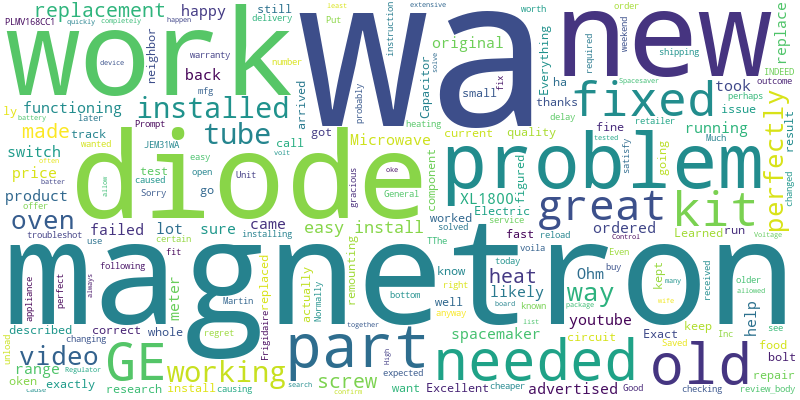 PLMV168CC1 replacement happy still delivery original worth order weekend shipping replace
work wa new
neighbor back mfg warranty number small fix Capacitor instruction Put Everything required Spacesaver INDEED outcome
ly functioning installed arrived probably thanks ha took perhaps
device battery later track Prompt got heating current quality delay issue retailer fine running result
made JEM31WA tube call Microwave component going satisfy tested Much
switch wanted easy open volt gracious oke General figured XL1800- changed perfectly
price test caused go Unit worked Electric service solved
product offer Sorry diode problem fixed
oven failed lot sure came easy install great kit
troubleshot use certain installing TThe fast reload ordered Learned run
magnetron
appliance perfect always following fit Martin Frigidaire replaced actually Normally remounting bottom know right well Even today voila likely heat Ohm way Control buy known kept many received older allowed Voltage help
described correct whole regret meter anyway board list youtube circuit keep Inc see
unload changing together package spacemaker Exact Saved wife food bolt
video GE part needed old
range working High expected checking repair
oken exactly research install causing screw search confirm want Excellent cheaper advertised Good review_body
cause Regulator
completely quickly happen least extensive solve
often allow batter